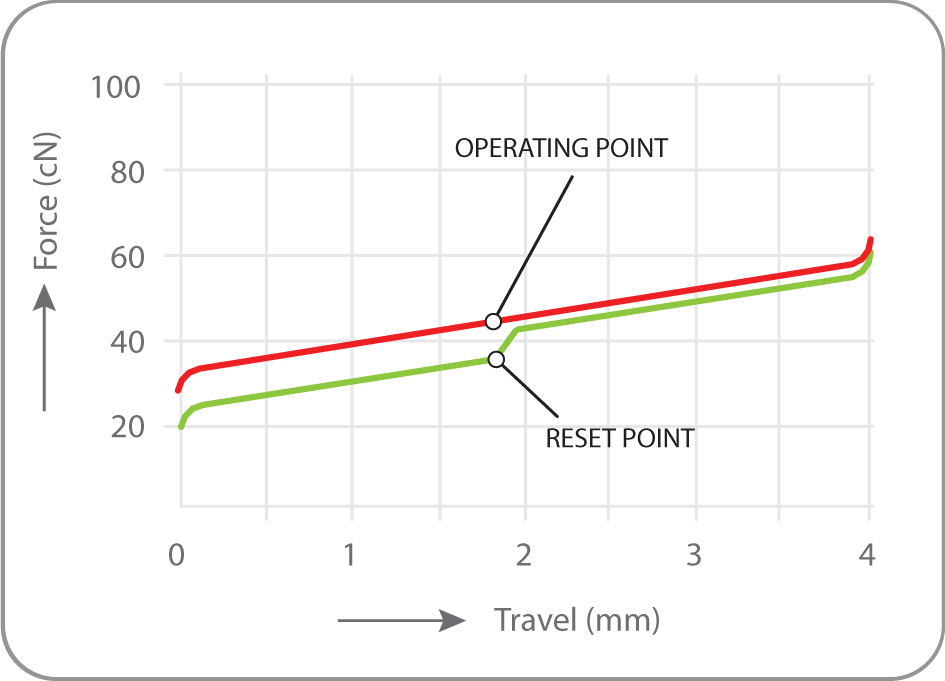 100
80
60
40
20
Force (cN)
OPERATING POINT
RESET POINT
0
1
2
3
4
Travel (mm)